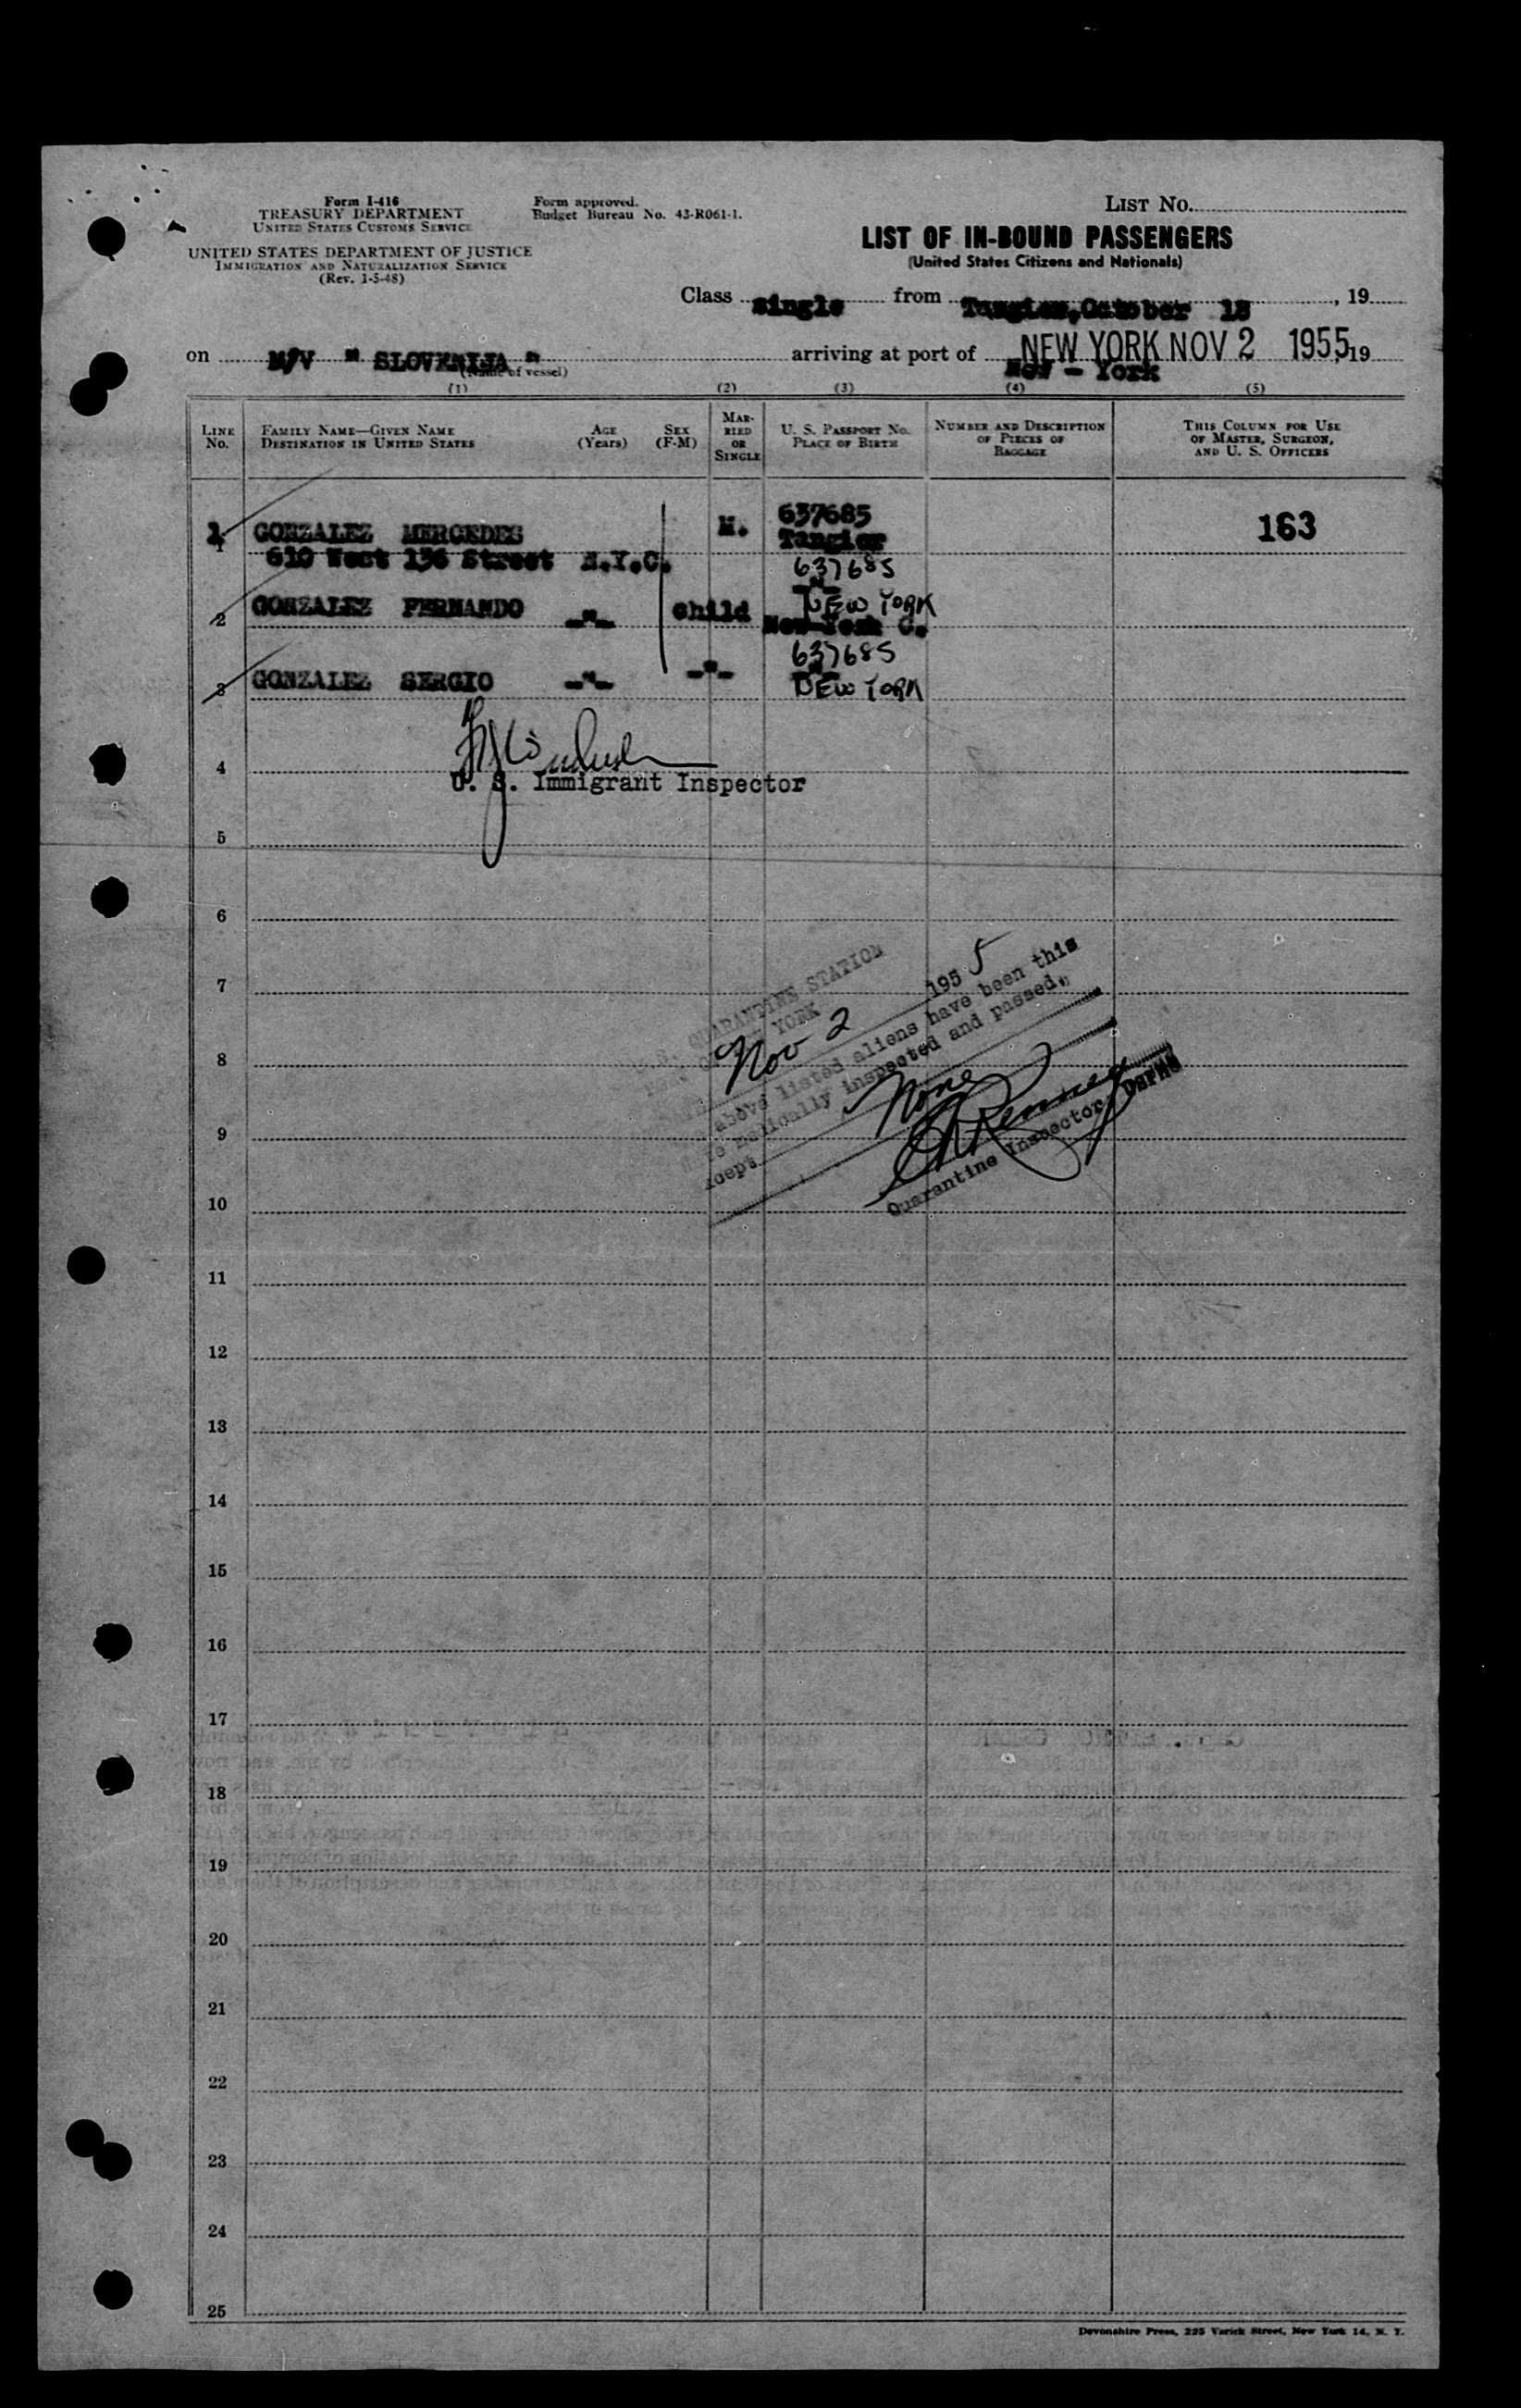 Form I-416
TREASURY DEPARTMENT
UNITED STATES CUSTOMS SERVICE
UNITED STATES DEPARTMENT OF JUSTICE
IMMIGRATION AND NATURALIZATION SERVICE
(Rev. 1-5-48)
Form approved.
Budget Bureau No. 43-R061-1.
LIST NO.
LIST OF IN-BOUND PASSENGERS
(United States Citizens and Nationals)
Class single from Tangier, October 18, 19
on M/V " SLOVENIJA " arriving at port of NEW YORK NOV 2 1955, 19
(Name of vessel) New - York
(1) (2) (3) (4) (5)
LINE NO. FAMILY NAME—GIVEN NAME DESTINATION IN UNITED STATES AGE (Years) SEX (F-M) MARRIED OR SINGLE U. S. PASSPORT NO. PLACE OF BIRTH NUMBER AND DESCRIPTION OF PIECES OF BAGGAGE THIS COLUMN FOR USE OF MASTER, SURGEON, AND U. S. OFFICERS
1 GONZALEZ MERCEDES M. 637685 163
Tangier
610 West 136 Street N.Y.C.
637685
2 GONZALEZ FERNANDO -"- child NEW YORK
New-York C.
637685
3 GONZALEZ SERGIO -"- -"- NEW YORK
4
U. S. Immigrant Inspector
5
6
7
U.S. QUARANTINE STATION
NEW YORK
Nov 2 1955
above listed aliens have been this
medically inspected and passed,
None
Quarantine Inspector, USPHS
8
9
10
11
12
13
14
15
16
17
18
19
20
21
22
23
24
25
Devonshire Press, 225 Varick Street, New York 14, N. Y.